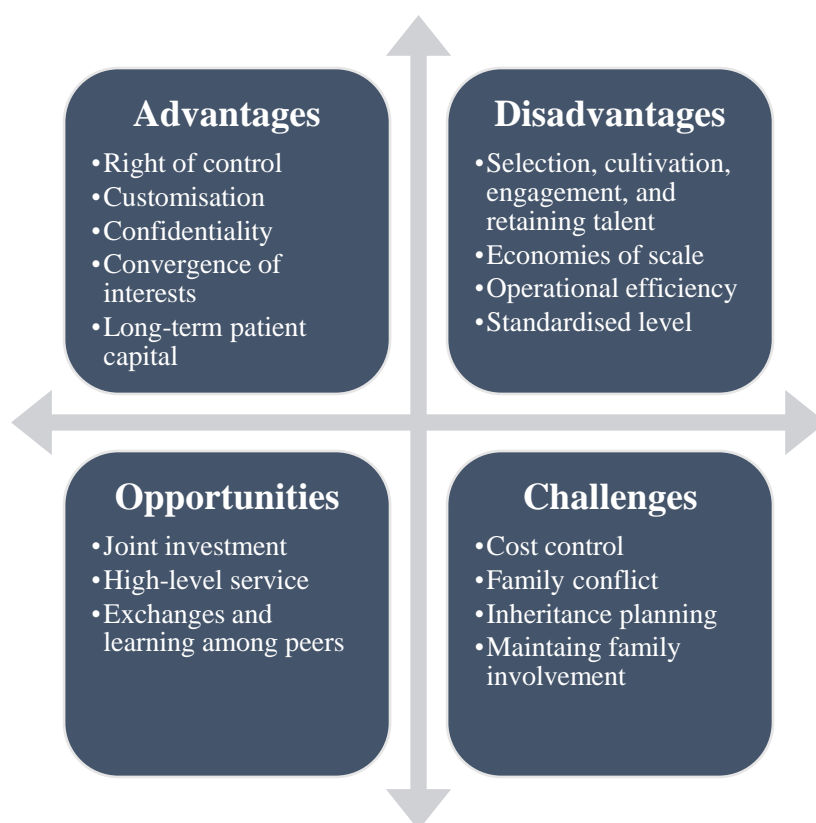 Advantages
•Right of control
•Customisation
•Confidentiality
•Convergence of
interests
•Long-term patient
capital
Disadvantages
•Selection, cultivation,
engagement, and
retaining talent
•Economies of scale
•Operational efficiency
•Standardised level
Opportunities
•Joint investment
•High-level service
•Exchanges and
learning among peers
Challenges
•Cost control
•Family conflict
•Inheritance planning
•Maintaing family
involvement